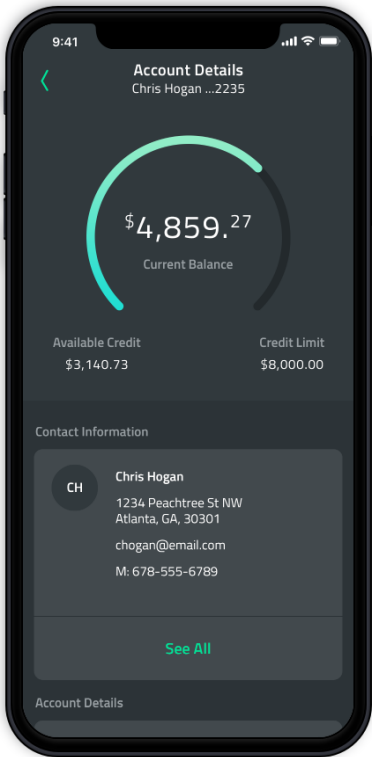 9:41
Account Details
Chris Hogan ...2235
$4,859.27
Current Balance
Available Credit
Credit Limit
$3,140.73
$8,000.00
Contact Information
CH
Chris Hogan
1234 Peachtree St NW
Atlanta, GA, 30301
chogan@email.com
M: 678-555-6789
See All
Account Details